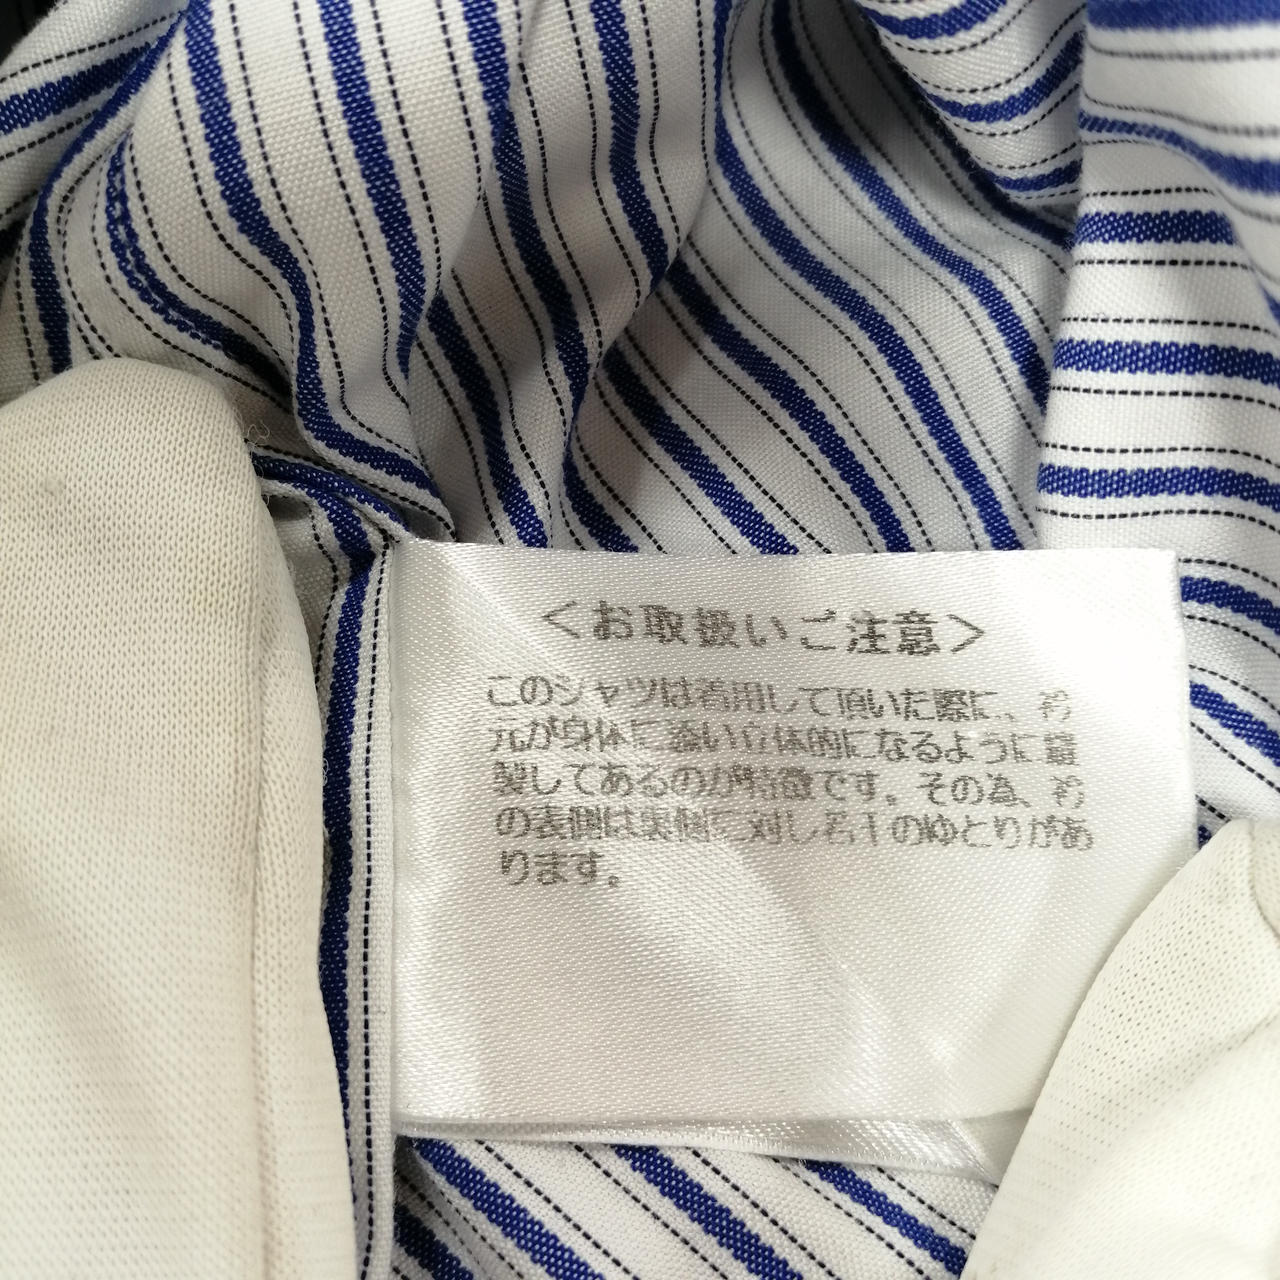 <お取扱いご注意>
このシャツは着用して頂いた際に、衿
元が身体に添い立体的になるように縫
製してあるのが特徴です。その為、衿
の表側は裏側に対し若干のゆとりがあ
ります。